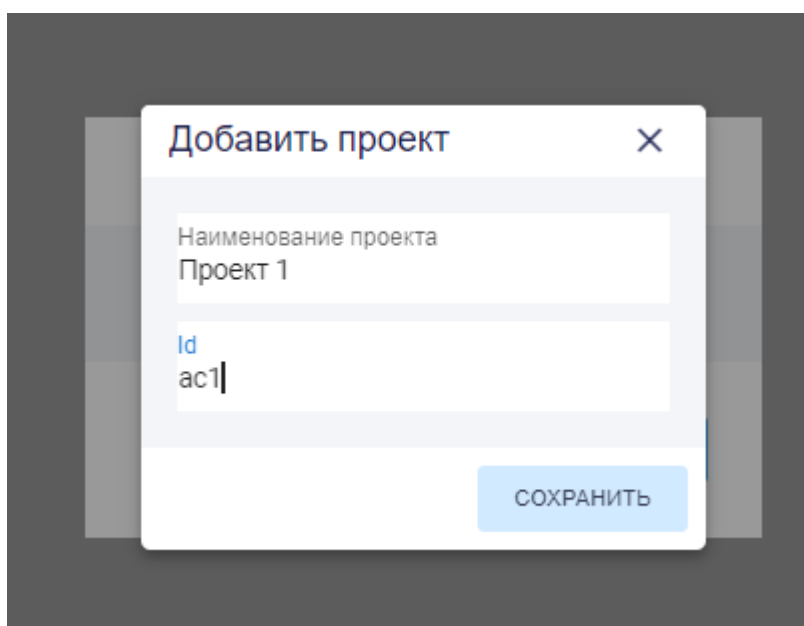 Добавить проект
Наименование проекта
Проект 1
Id
ac1
СОХРАНИТЬ